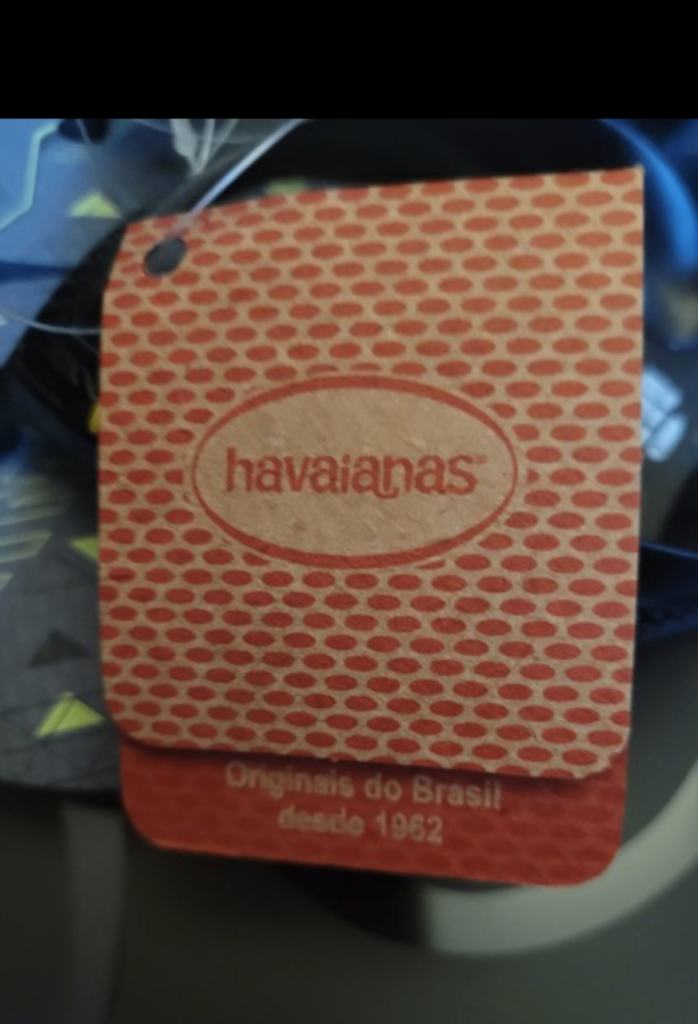 havaianas®
Originais do Brasil
desde 1962